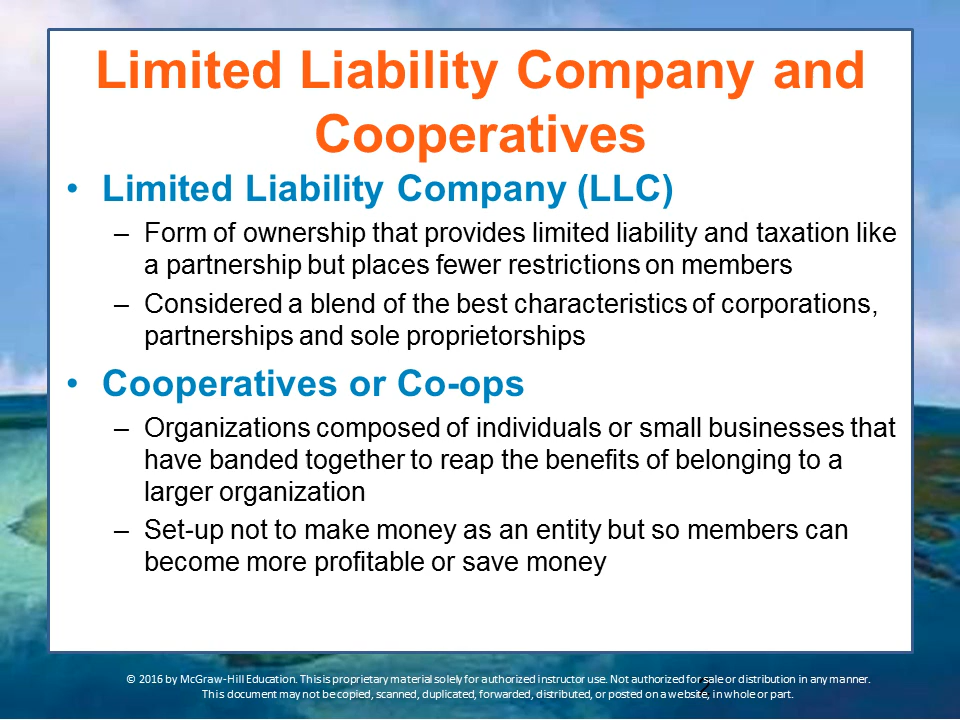 Limited Liability Company and
Cooperatives
• Limited Liability Company (LLC)
– Form of ownership that provides limited liability and taxation like
a partnership but places fewer restrictions on members
– Considered a blend of the best characteristics of corporations,
partnerships and sole proprietorships
• Cooperatives or Co-ops
– Organizations composed of individuals or small businesses that
have banded together to reap the benefits of belonging to a
larger organization
– Set-up not to make money as an entity but so members can
become more profitable or save money
© 2016 by McGraw-Hill Education. This is proprietary material solely for authorized instructor use. Not authorized for sale or distribution in any manner.
This document may not be copied, scanned, duplicated, forwarded, distributed, or posted on a website, in whole or part.